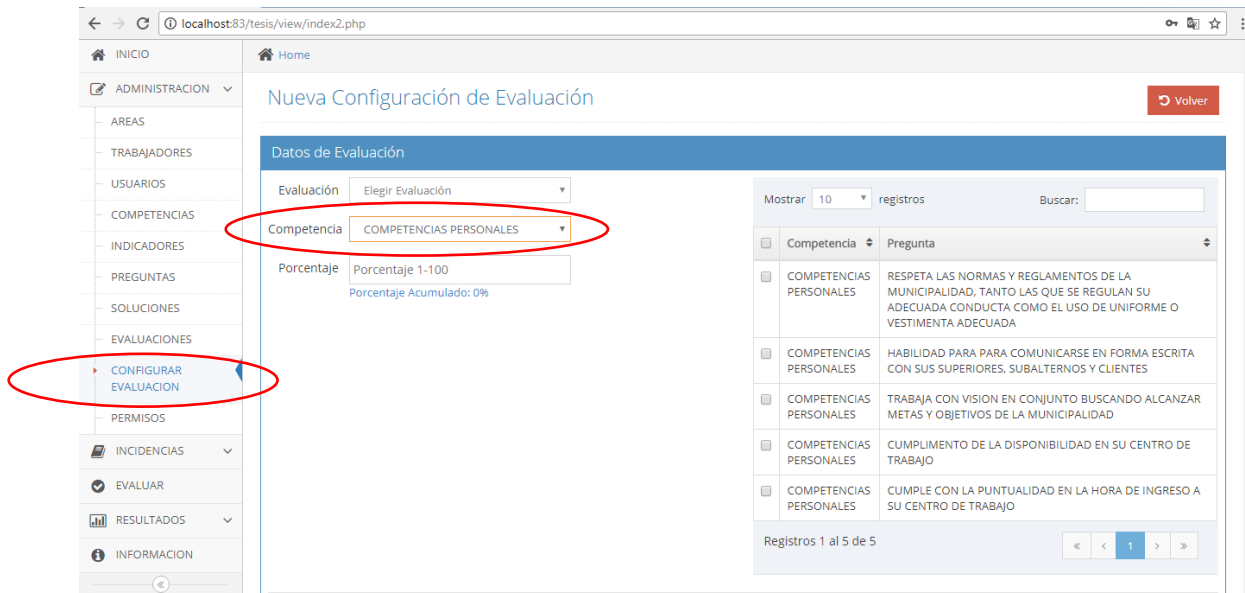 localhost:83/tesis/view/index2.php
INICIO
Home
ADMINISTRACION
AREAS
TRABAJADORES
USUARIOS
COMPETENCIAS
INDICADORES
PREGUNTAS
SOLUCIONES
EVALUACIONES
CONFIGURAR
EVALUACION
PERMISOS
INCIDENCIAS
EVALUAR
RESULTADOS
INFORMACION
Nueva Configuración de Evaluación
Volver
Datos de Evaluación
Evaluación Elegir Evaluación
Competencia COMPETENCIAS PERSONALES
Porcentaje Porcentaje 1-100
Porcentaje Acumulado: 0%
Mostrar 10 registros Buscar:
Competencia Pregunta
COMPETENCIAS
PERSONALES
RESPETA LAS NORMAS Y REGLAMENTOS DE LA
MUNICIPALIDAD, TANTO LAS QUE SE REGULAN SU
ADECUADA CONDUCTA COMO EL USO DE UNIFORME O
VESTIMENTA ADECUADA
COMPETENCIAS
PERSONALES
HABILIDAD PARA PARA COMUNICARSE EN FORMA ESCRITA
CON SUS SUPERIORES, SUBALTERNOS Y CLIENTES
COMPETENCIAS
PERSONALES
TRABAJA CON VISION EN CONJUNTO BUSCANDO ALCANZAR
METAS Y OBJETIVOS DE LA MUNICIPALIDAD
COMPETENCIAS
PERSONALES
CUMPLIMENTO DE LA DISPONIBILIDAD EN SU CENTRO DE
TRABAJO
COMPETENCIAS
PERSONALES
CUMPLE CON LA PUNTUALIDAD EN LA HORA DE INGRESO A
SU CENTRO DE TRABAJO
Registros 1 al 5 de 5
« < 1 > »